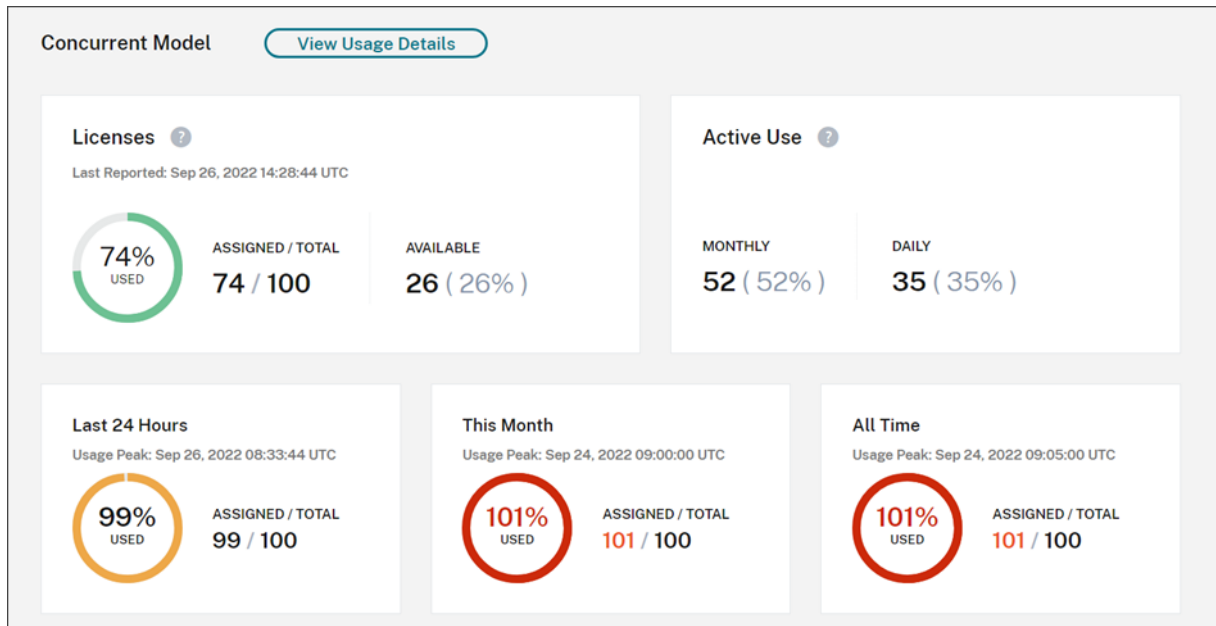 Concurrent Model
View Usage Details
Licenses ?
Last Reported: Sep 26, 2022 14:28:44 UTC
74%
USED
ASSIGNED / TOTAL
74 / 100
AVAILABLE
26 ( 26% )
Active Use ?
MONTHLY
52 ( 52% )
DAILY
35 ( 35% )
Last 24 Hours
Usage Peak: Sep 26, 2022 08:33:44 UTC
99%
USED
ASSIGNED / TOTAL
99 / 100
This Month
Usage Peak: Sep 24, 2022 09:00:00 UTC
101%
USED
ASSIGNED / TOTAL
101 / 100
All Time
Usage Peak: Sep 24, 2022 09:05:00 UTC
101%
USED
ASSIGNED / TOTAL
101 / 100